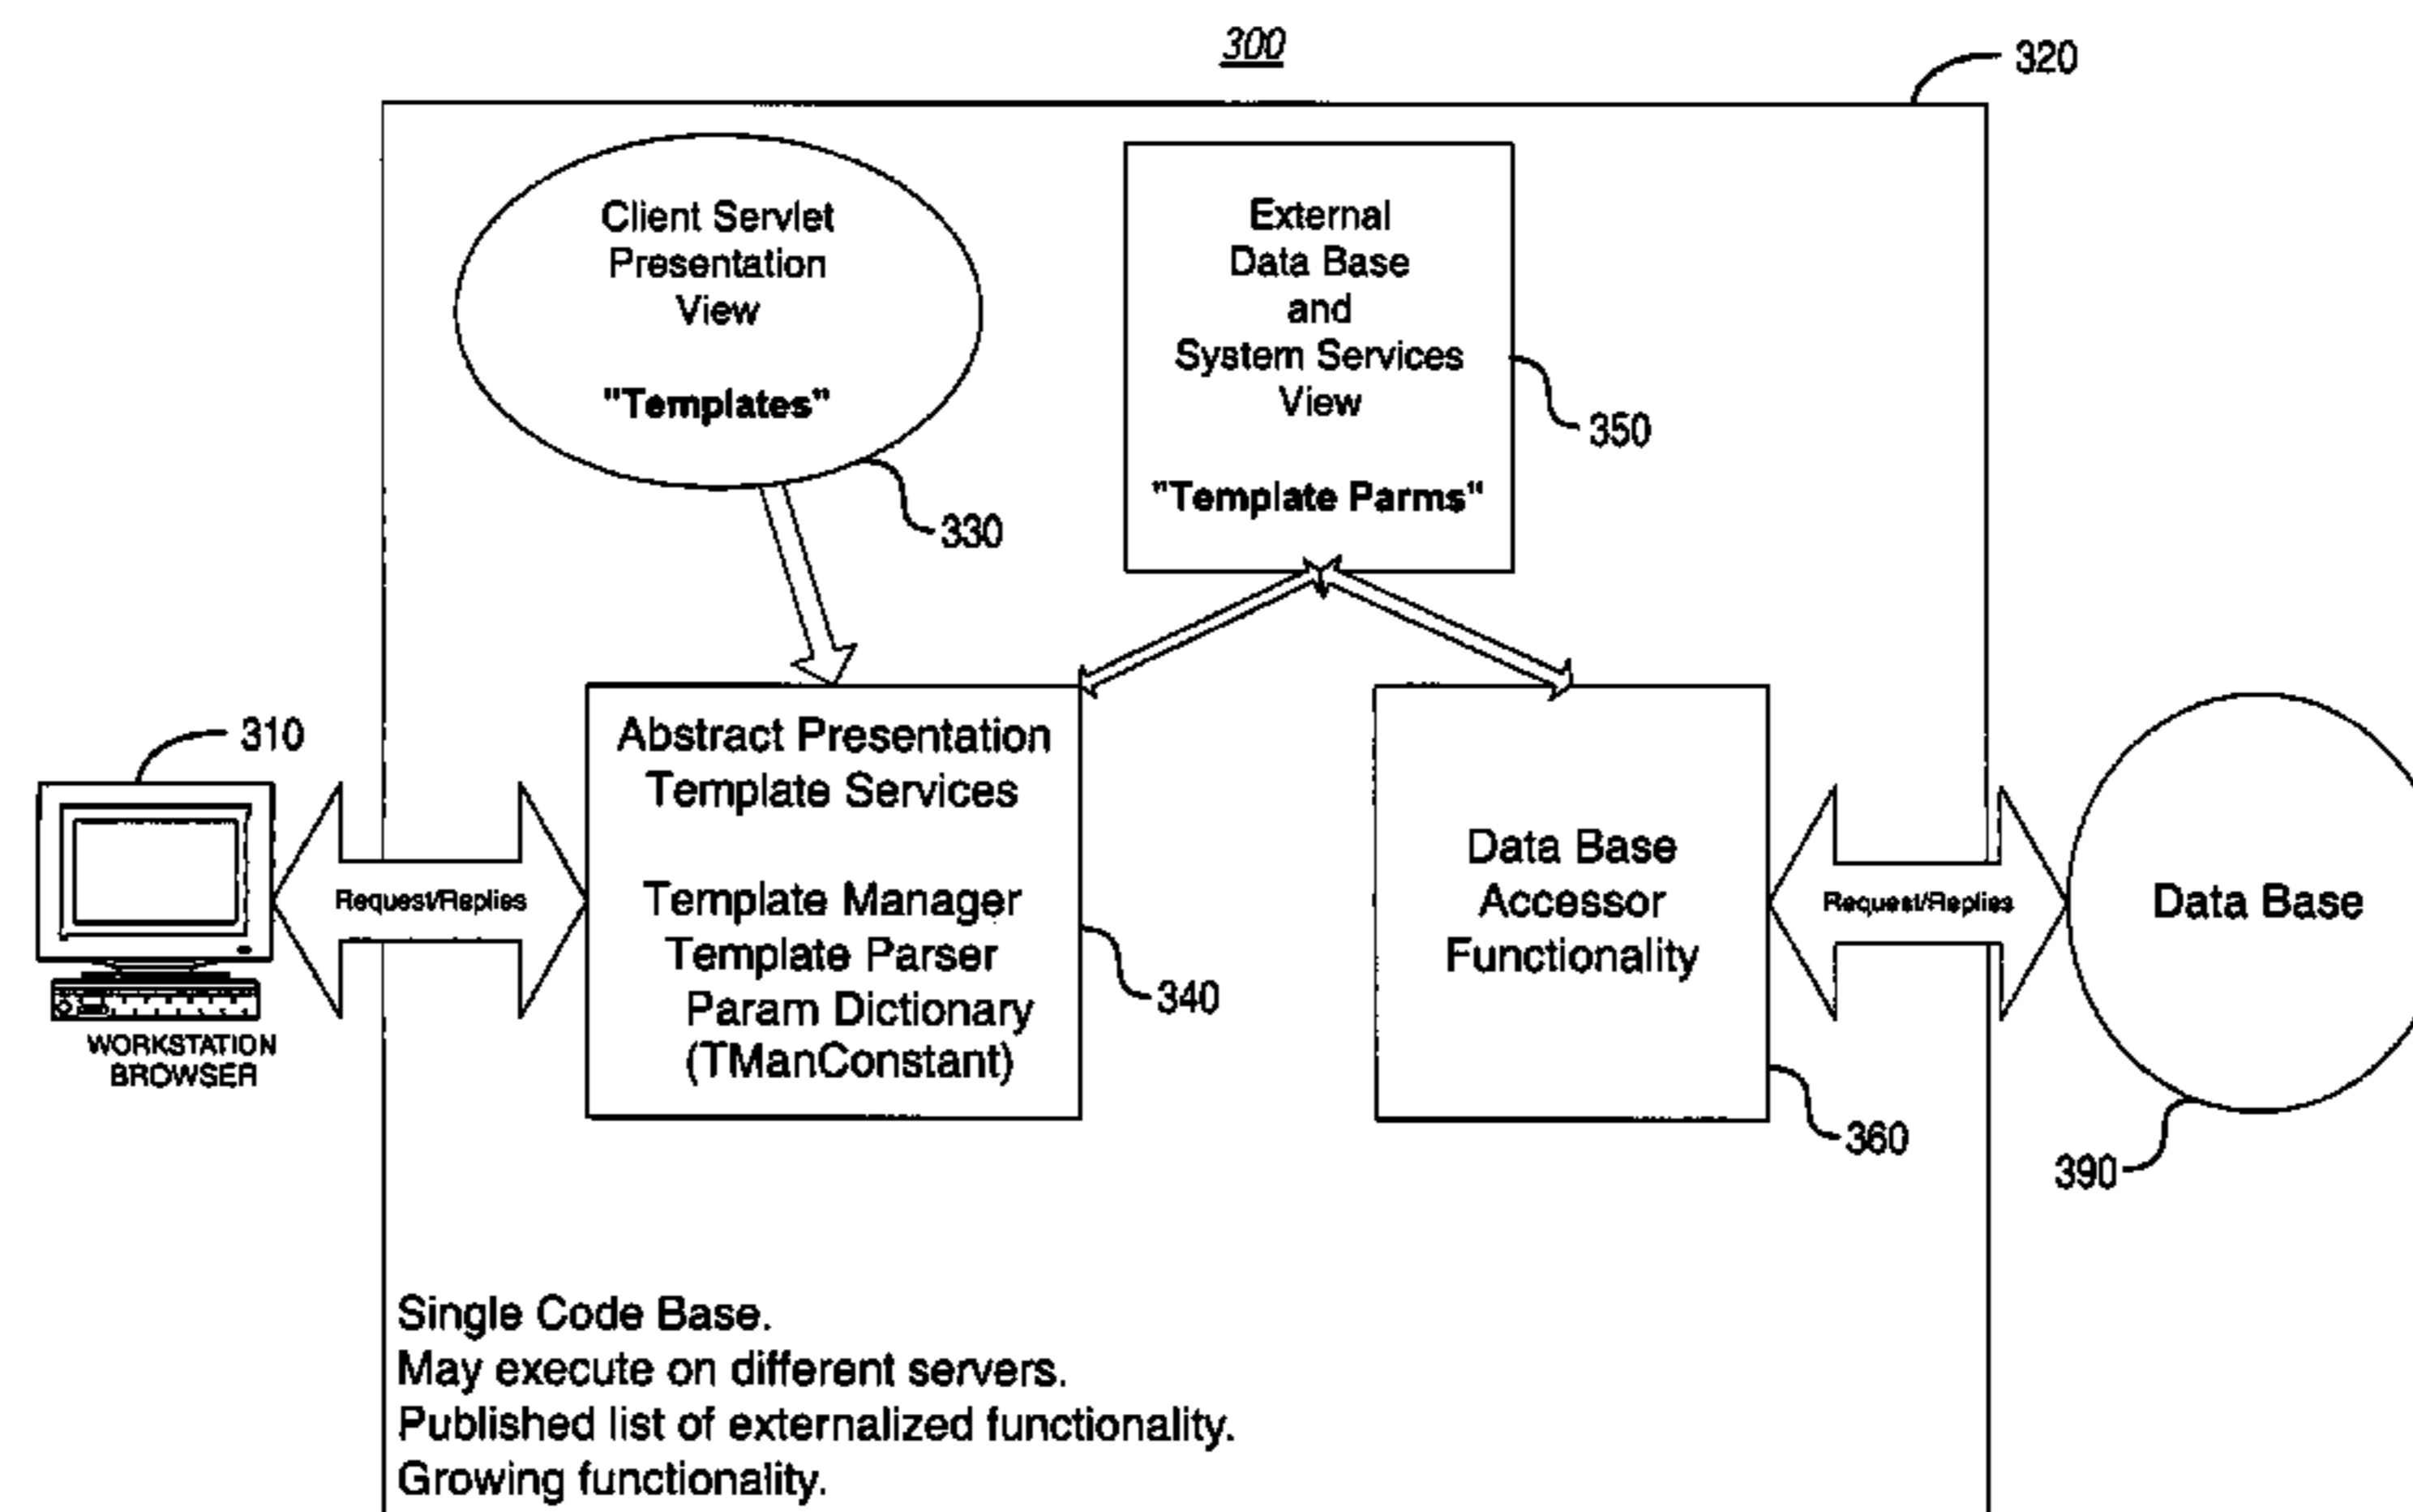 300
320
Client Servlet
Presentation
View
"Templates"
330
External
Data Base
and
System Services
View
"Template Parms"
350
310
WORKSTATION
BROWSER
Request/Replies
Abstract Presentation
Template Services
Template Manager
Template Parser
Param Dictionary
(TManConstant)
340
Data Base
Accessor
Functionality
360
Request/Replies
Data Base
390
Single Code Base.
May execute on different servers.
Published list of externalized functionality.
Growing functionality.